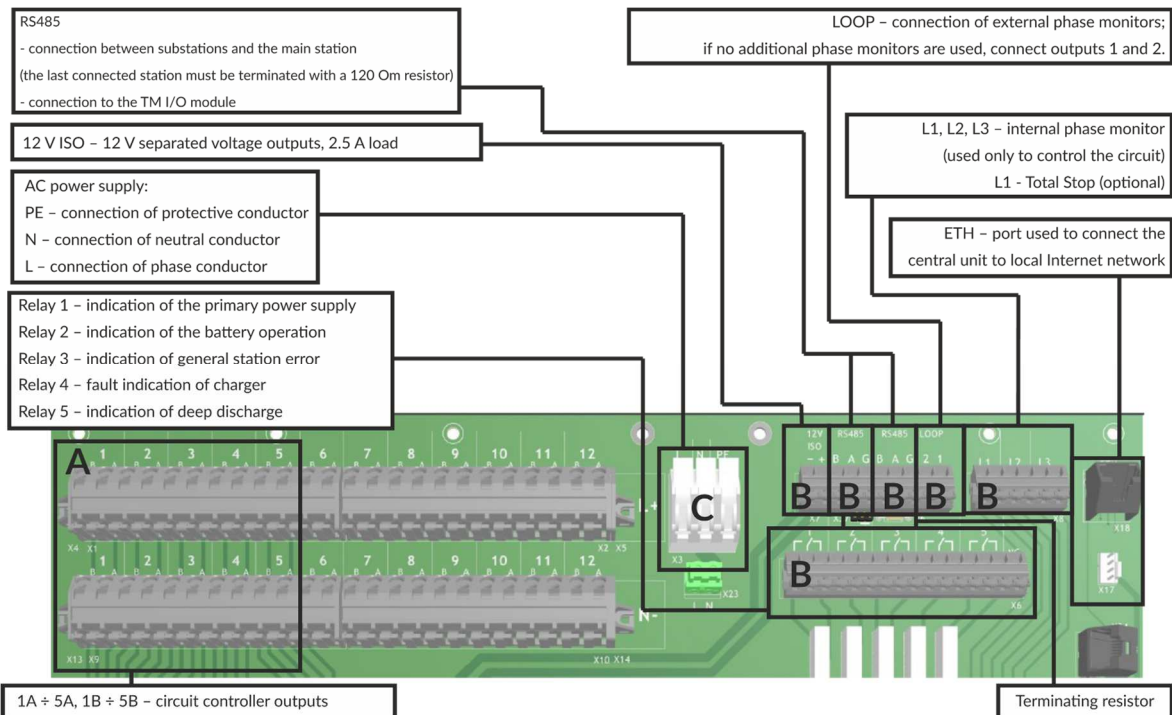 RS485
- connection between substations and the main station
(the last connected station must be terminated with a 120 Om resistor)
- connection to the TM I/O module
LOOP – connection of external phase monitors;
if no additional phase monitors are used, connect outputs 1 and 2.
12 V ISO – 12 V separated voltage outputs, 2.5 A load
L1, L2, L3 – internal phase monitor
(used only to control the circuit)
L1 - Total Stop (optional)
AC power supply:
PE – connection of protective conductor
N – connection of neutral conductor
L – connection of phase conductor
ETH – port used to connect the
central unit to local Internet network
Relay 1 – indication of the primary power supply
Relay 2 – indication of the battery operation
Relay 3 – indication of general station error
Relay 4 – fault indication of charger
Relay 5 – indication of deep discharge
A
1 2 3 4 5 6 7 8 9 10 11 12
B A B A B A B A B A B A B A B A B A B A B A B A
L+
X4 X1
X2 X5
N PE
C
X3
12V RS485 RS485 LOOP
ISO
- + B A G B A G 2 1
L1 L2 L3
B B B B B
X7
X8
X18
1 2 3 4 5
B
X6
X17
X23
L N
1 2 3 4 5 6 7 8 9 10 11 12
B A B A B A B A B A B A B A B A B A B A B A B A
N-
X13 X9
X10 X14
1A ÷ 5A, 1B ÷ 5B – circuit controller outputs
Terminating resistor